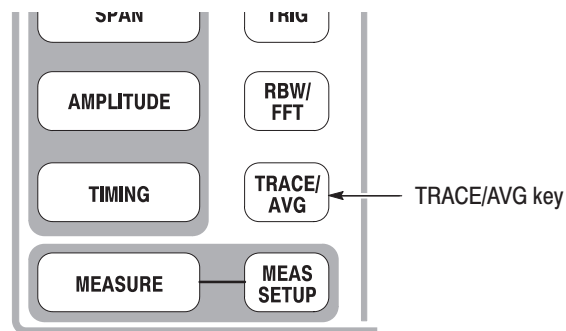 SPAN
TRIG
AMPLITUDE
RBW/
FFT
TIMING
TRACE/
AVG
TRACE/AVG key
MEASURE
MEAS
SETUP